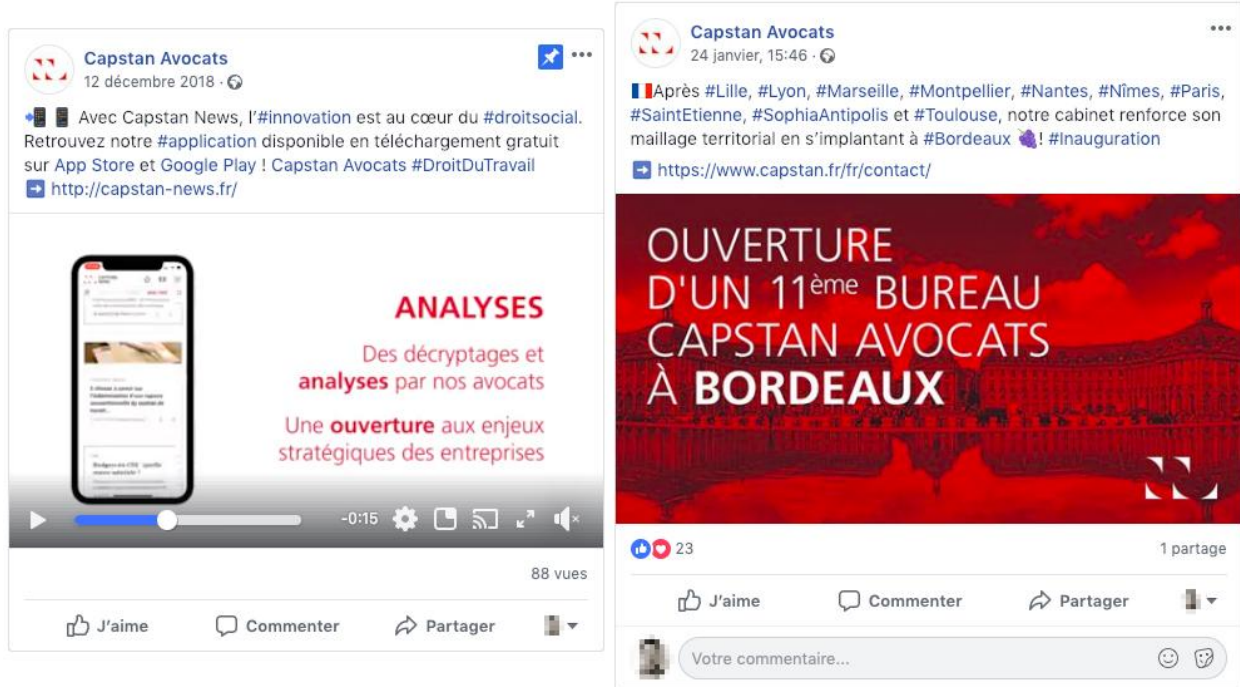 Capstan Avocats
12 décembre 2018
Avec Capstan News, l'#innovation est au cœur du #droitsocial.
Retrouvez notre #application disponible en téléchargement gratuit
sur App Store et Google Play ! Capstan Avocats #DroitDuTravail
http://capstan-news.fr/
ANALYSES
Des décryptages et
analyses par nos avocats
Une ouverture aux enjeux
stratégiques des entreprises
-0:15
88 vues
J'aime
Commenter
Partager
Capstan Avocats
24 janvier, 15:46
Après #Lille, #Lyon, #Marseille, #Montpellier, #Nantes, #Nîmes, #Paris,
#SaintEtienne, #SophiaAntipolis et #Toulouse, notre cabinet renforce son
maillage territorial en s'implantant à #Bordeaux 🍇! #Inauguration
https://www.capstan.fr/fr/contact/
OUVERTURE
D'UN 11ème BUREAU
CAPSTAN AVOCATS
À BORDEAUX
23
1 partage
J'aime
Commenter
Partager
Votre commentaire...